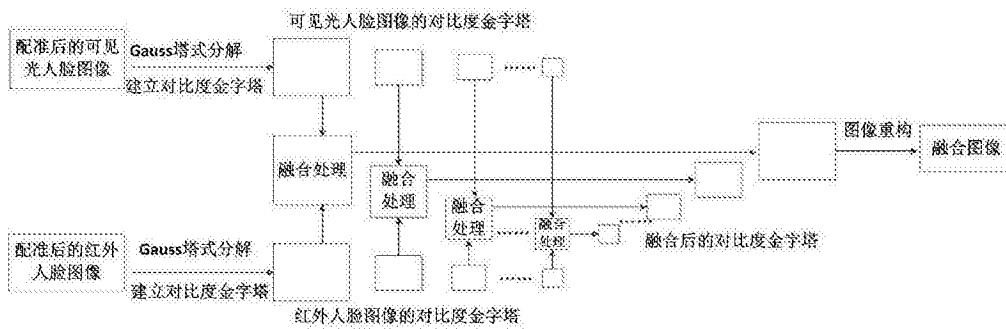 可见光人脸图像的对比度金字塔
配准后的可见
光人脸图像
Gauss塔式分解
建立对比度金字塔
融合处理
融合
处理
融合
处理
融合
处理
图像重构
融合图像
融合后的对比度金字塔
配准后的红外
人脸图像
Gauss塔式分解
建立对比度金字塔
红外人脸图像的对比度金字塔